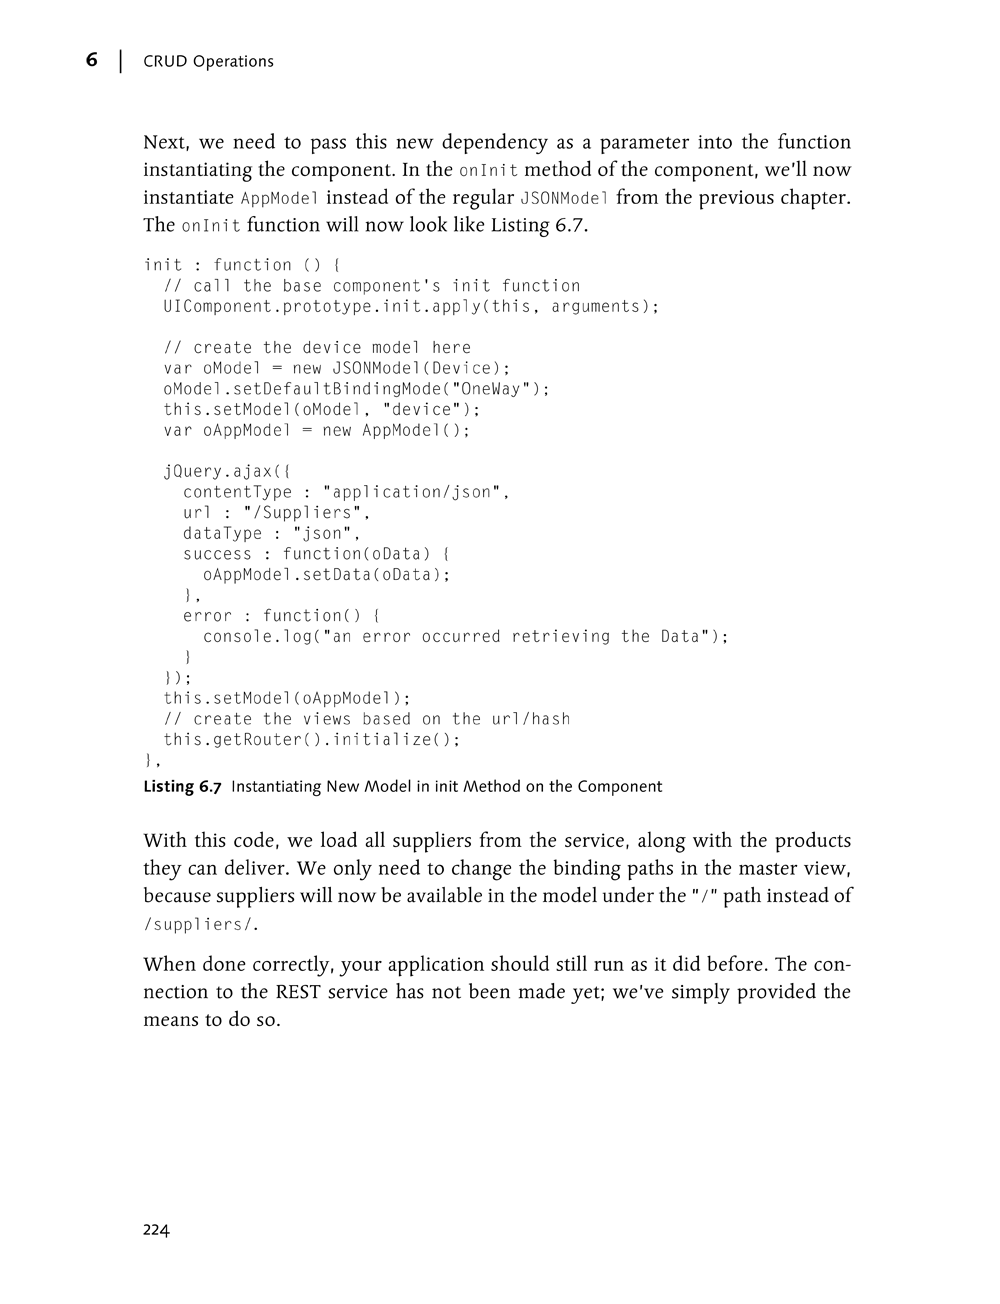 6 | CRUD Operations
Next, we need to pass this new dependency as a parameter into the function
instantiating the component. In the onInit method of the component, we'll now
instantiate AppModel instead of the regular JSONModel from the previous chapter.
The onInit function will now look like Listing 6.7.
init : function () {
  // call the base component's init function
  UIComponent.prototype.init.apply(this, arguments);

  // create the device model here
  var oModel = new JSONModel(Device);
  oModel.setDefaultBindingMode("OneWay");
  this.setModel(oModel, "device");
  var oAppModel = new AppModel();

  jQuery.ajax({
    contentType : "application/json",
    url : "/Suppliers",
    dataType : "json",
    success : function(oData) {
      oAppModel.setData(oData);
    },
    error : function() {
      console.log("an error occurred retrieving the Data");
    }
  });
  this.setModel(oAppModel);
  // create the views based on the url/hash
  this.getRouter().initialize();
},
Listing 6.7 Instantiating New Model in init Method on the Component
With this code, we load all suppliers from the service, along with the products
they can deliver. We only need to change the binding paths in the master view,
because suppliers will now be available in the model under the "/" path instead of
/suppliers/.
When done correctly, your application should still run as it did before. The con-
nection to the REST service has not been made yet; we've simply provided the
means to do so.
224